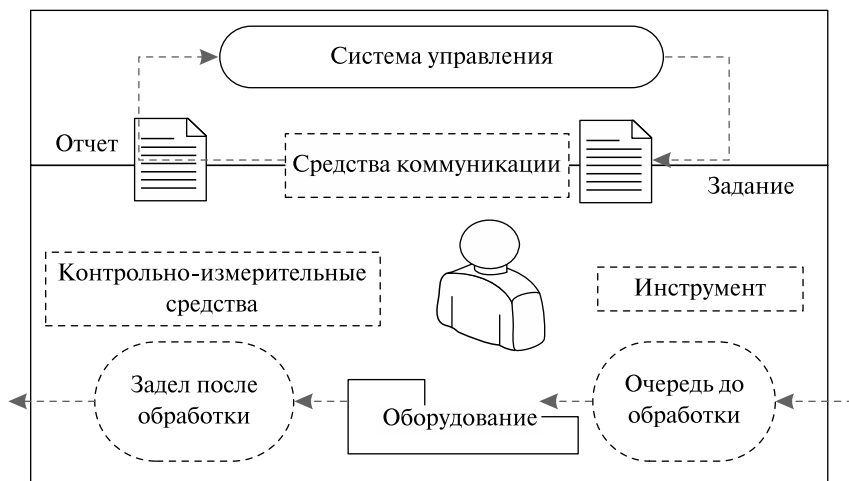 Система управления
Отчет
Средства коммуникации
Задание
Контрольно-измерительные
средства
Инструмент
Задел после
обработки
Оборудование
Очередь до
обработки